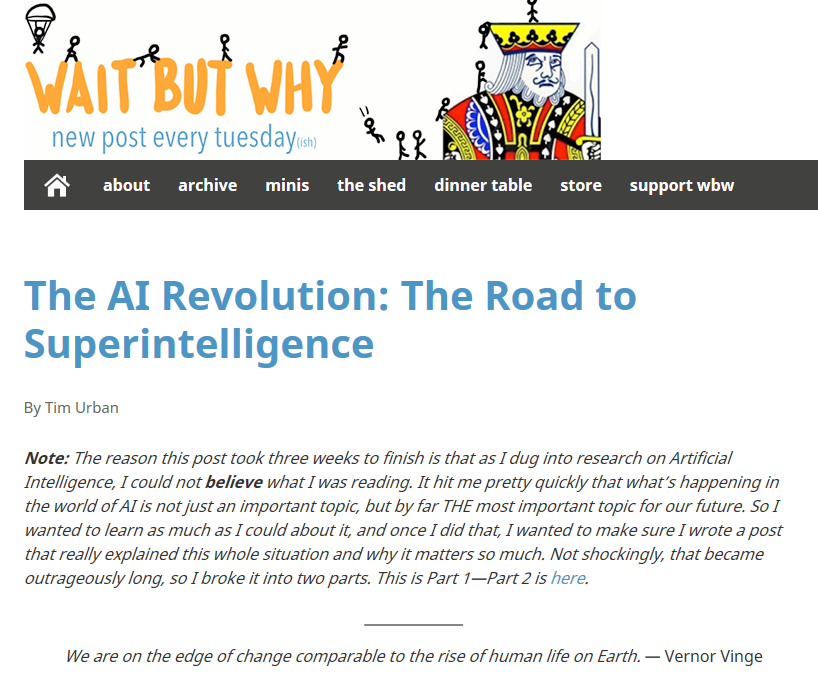 WAIT BUT WHY
new post every tuesday(ish)
about archive minis the shed dinner table store support wbw
The AI Revolution: The Road to
Superintelligence
By Tim Urban
Note: The reason this post took three weeks to finish is that as I dug into research on Artificial
Intelligence, I could not believe what I was reading. It hit me pretty quickly that what’s happening in
the world of AI is not just an important topic, but by far THE most important topic for our future. So I
wanted to learn as much as I could about it, and once I did that, I wanted to make sure I wrote a post
that really explained this whole situation and why it matters so much. Not shockingly, that became
outrageously long, so I broke it into two parts. This is Part 1—Part 2 is here.
We are on the edge of change comparable to the rise of human life on Earth. — Vernor Vinge